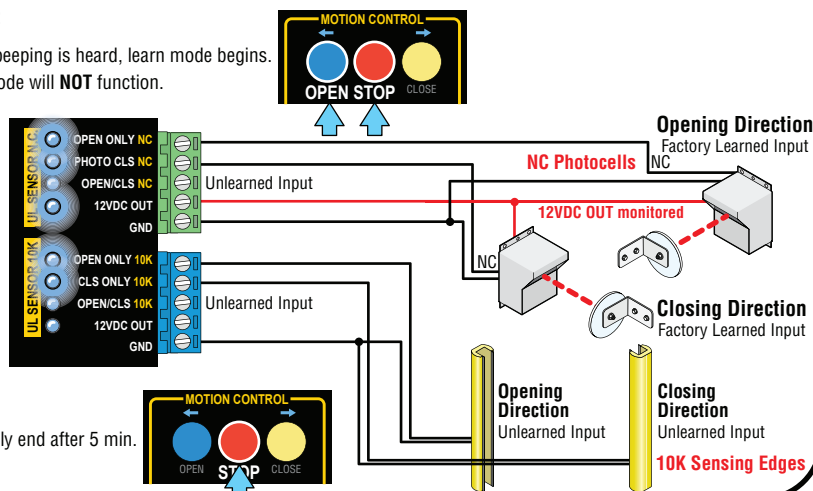 peeping is heard, learn mode begins.
ode will NOT function.
MOTION CONTROL
OPEN STOP CLOSE
UL SENSOR N.C.
OPEN ONLY NC
PHOTO CLS NC
OPEN/CLS NC
12VDC OUT
GND
Unlearned Input
NC Photocells
NC
12VDC OUT monitored
NC
Opening Direction
Factory Learned Input
Closing Direction
Factory Learned Input
UL SENSOR 10K
OPEN ONLY 10K
CLS ONLY 10K
OPEN/CLS 10K
12VDC OUT
GND
Unlearned Input
Opening
Direction
Unlearned Input
Closing
Direction
Unlearned Input
10K Sensing Edges
ly end after 5 min.
MOTION CONTROL
OPEN STOP CLOSE